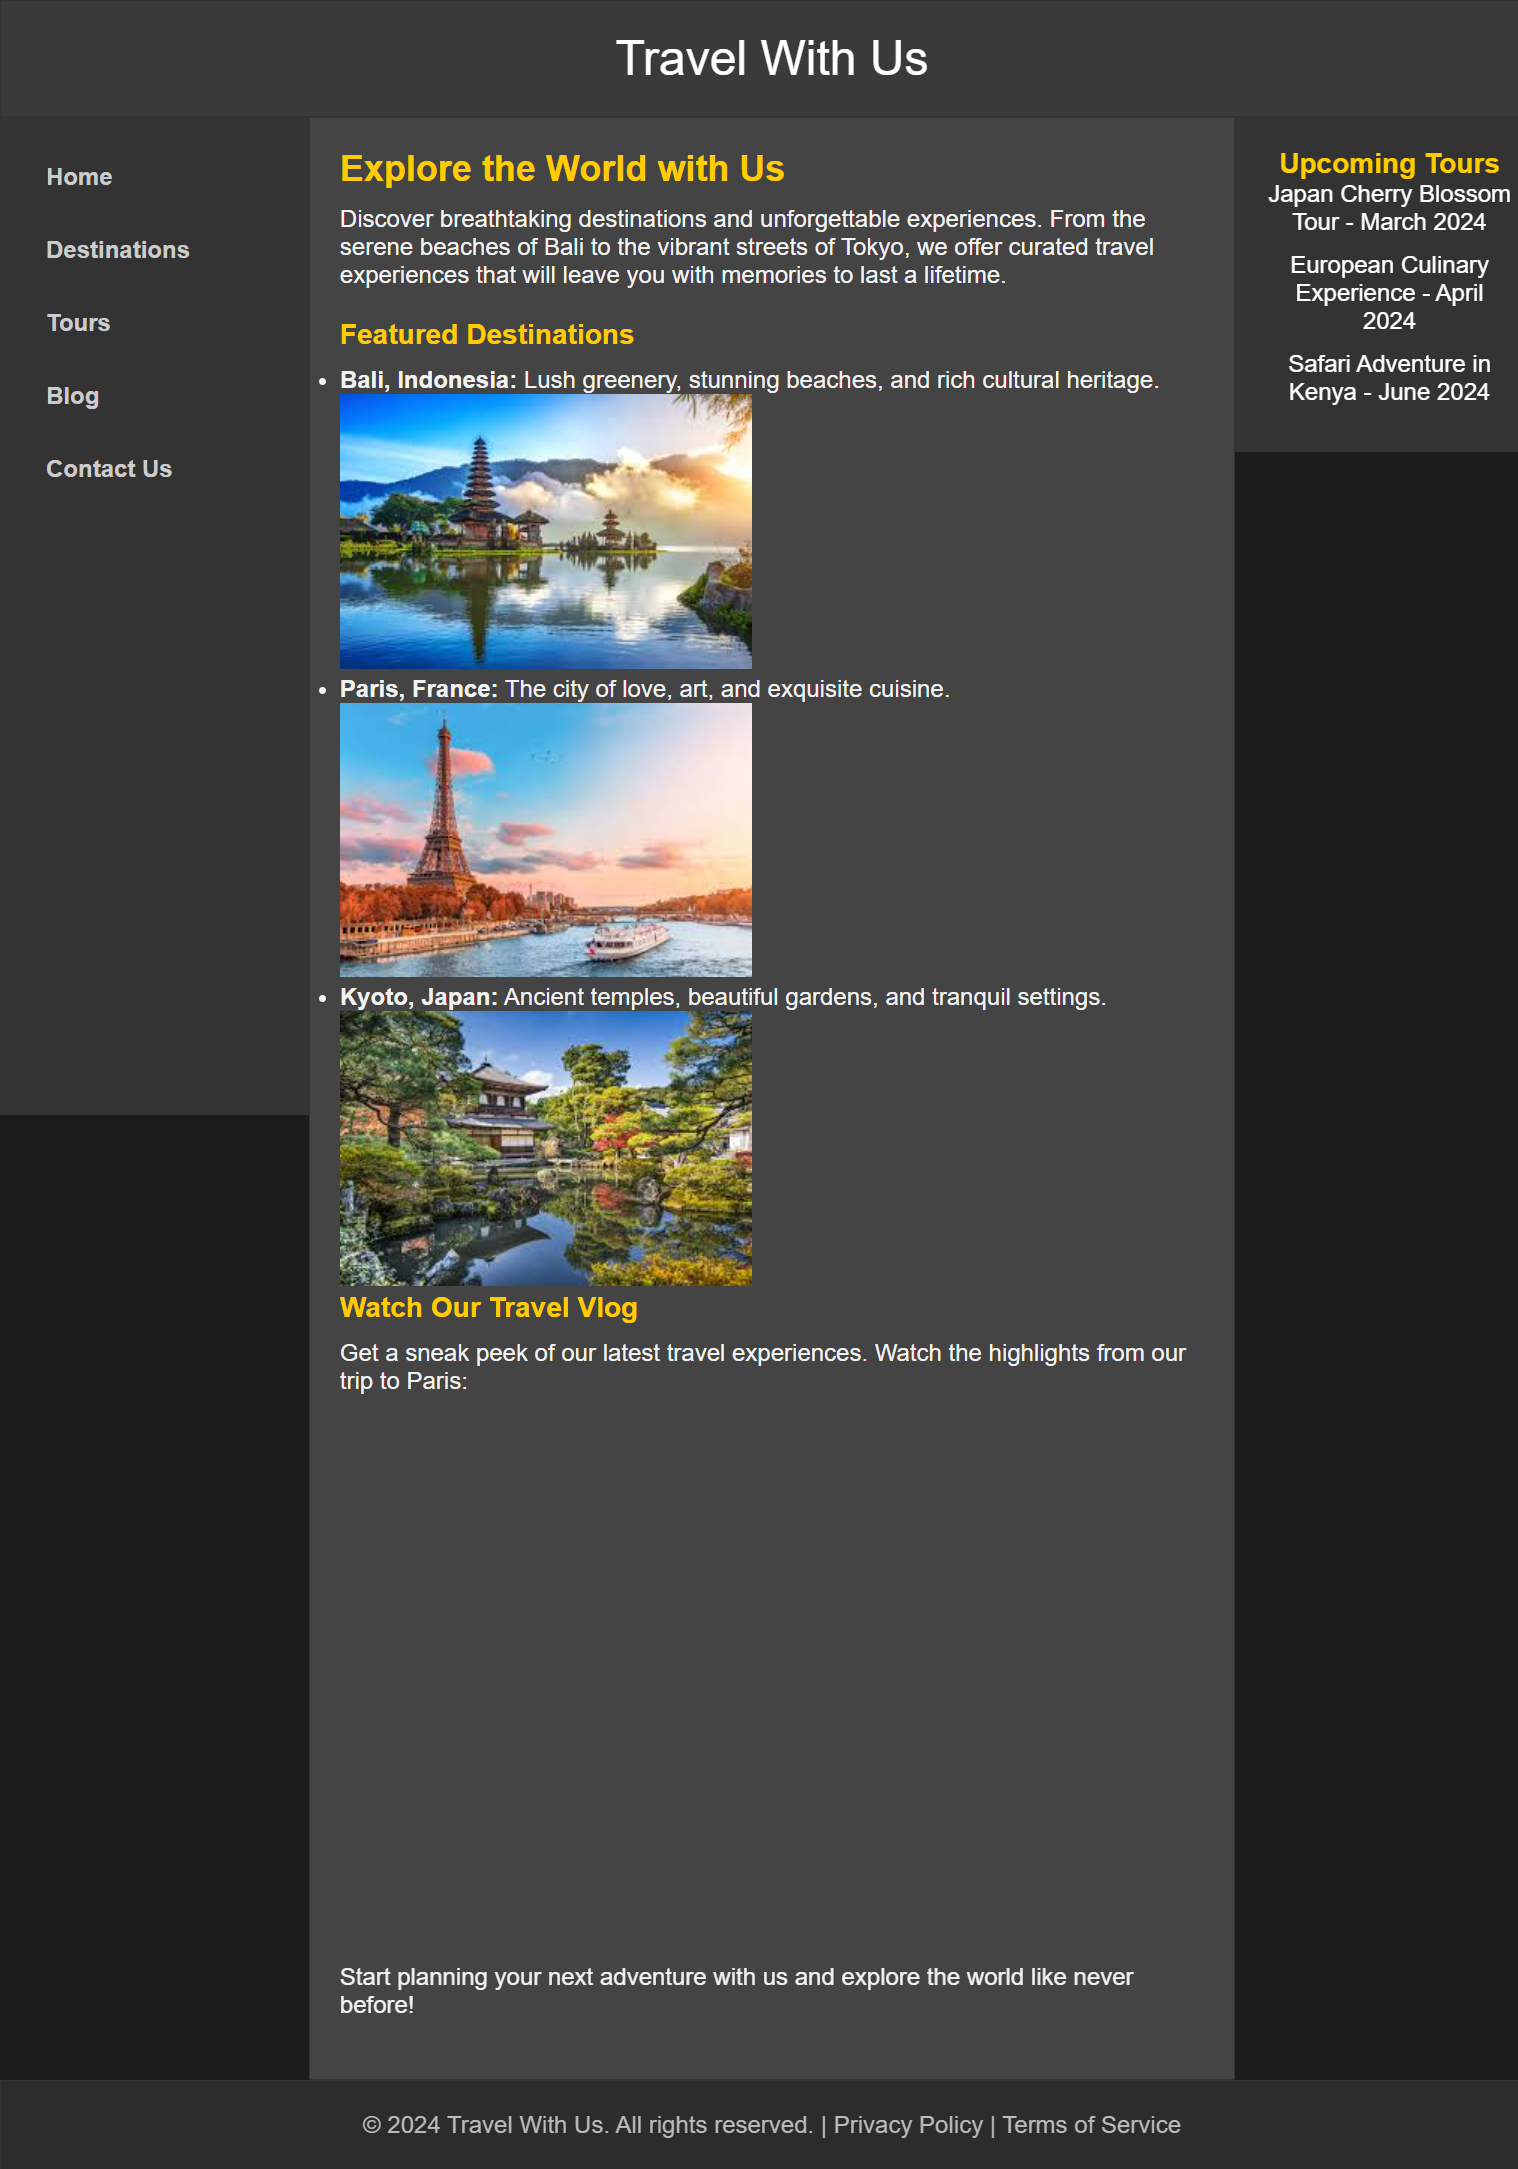 Travel With Us
Home
Destinations
Tours
Blog
Contact Us
Explore the World with Us
Discover breathtaking destinations and unforgettable experiences. From the
serene beaches of Bali to the vibrant streets of Tokyo, we offer curated travel
experiences that will leave you with memories to last a lifetime.
Featured Destinations
Bali, Indonesia: Lush greenery, stunning beaches, and rich cultural heritage.
Paris, France: The city of love, art, and exquisite cuisine.
Kyoto, Japan: Ancient temples, beautiful gardens, and tranquil settings.
Watch Our Travel Vlog
Get a sneak peek of our latest travel experiences. Watch the highlights from our
trip to Paris:
Start planning your next adventure with us and explore the world like never
before!
Upcoming Tours
Japan Cherry Blossom
Tour - March 2024
European Culinary
Experience - April
2024
Safari Adventure in
Kenya - June 2024
© 2024 Travel With Us. All rights reserved. | Privacy Policy | Terms of Service